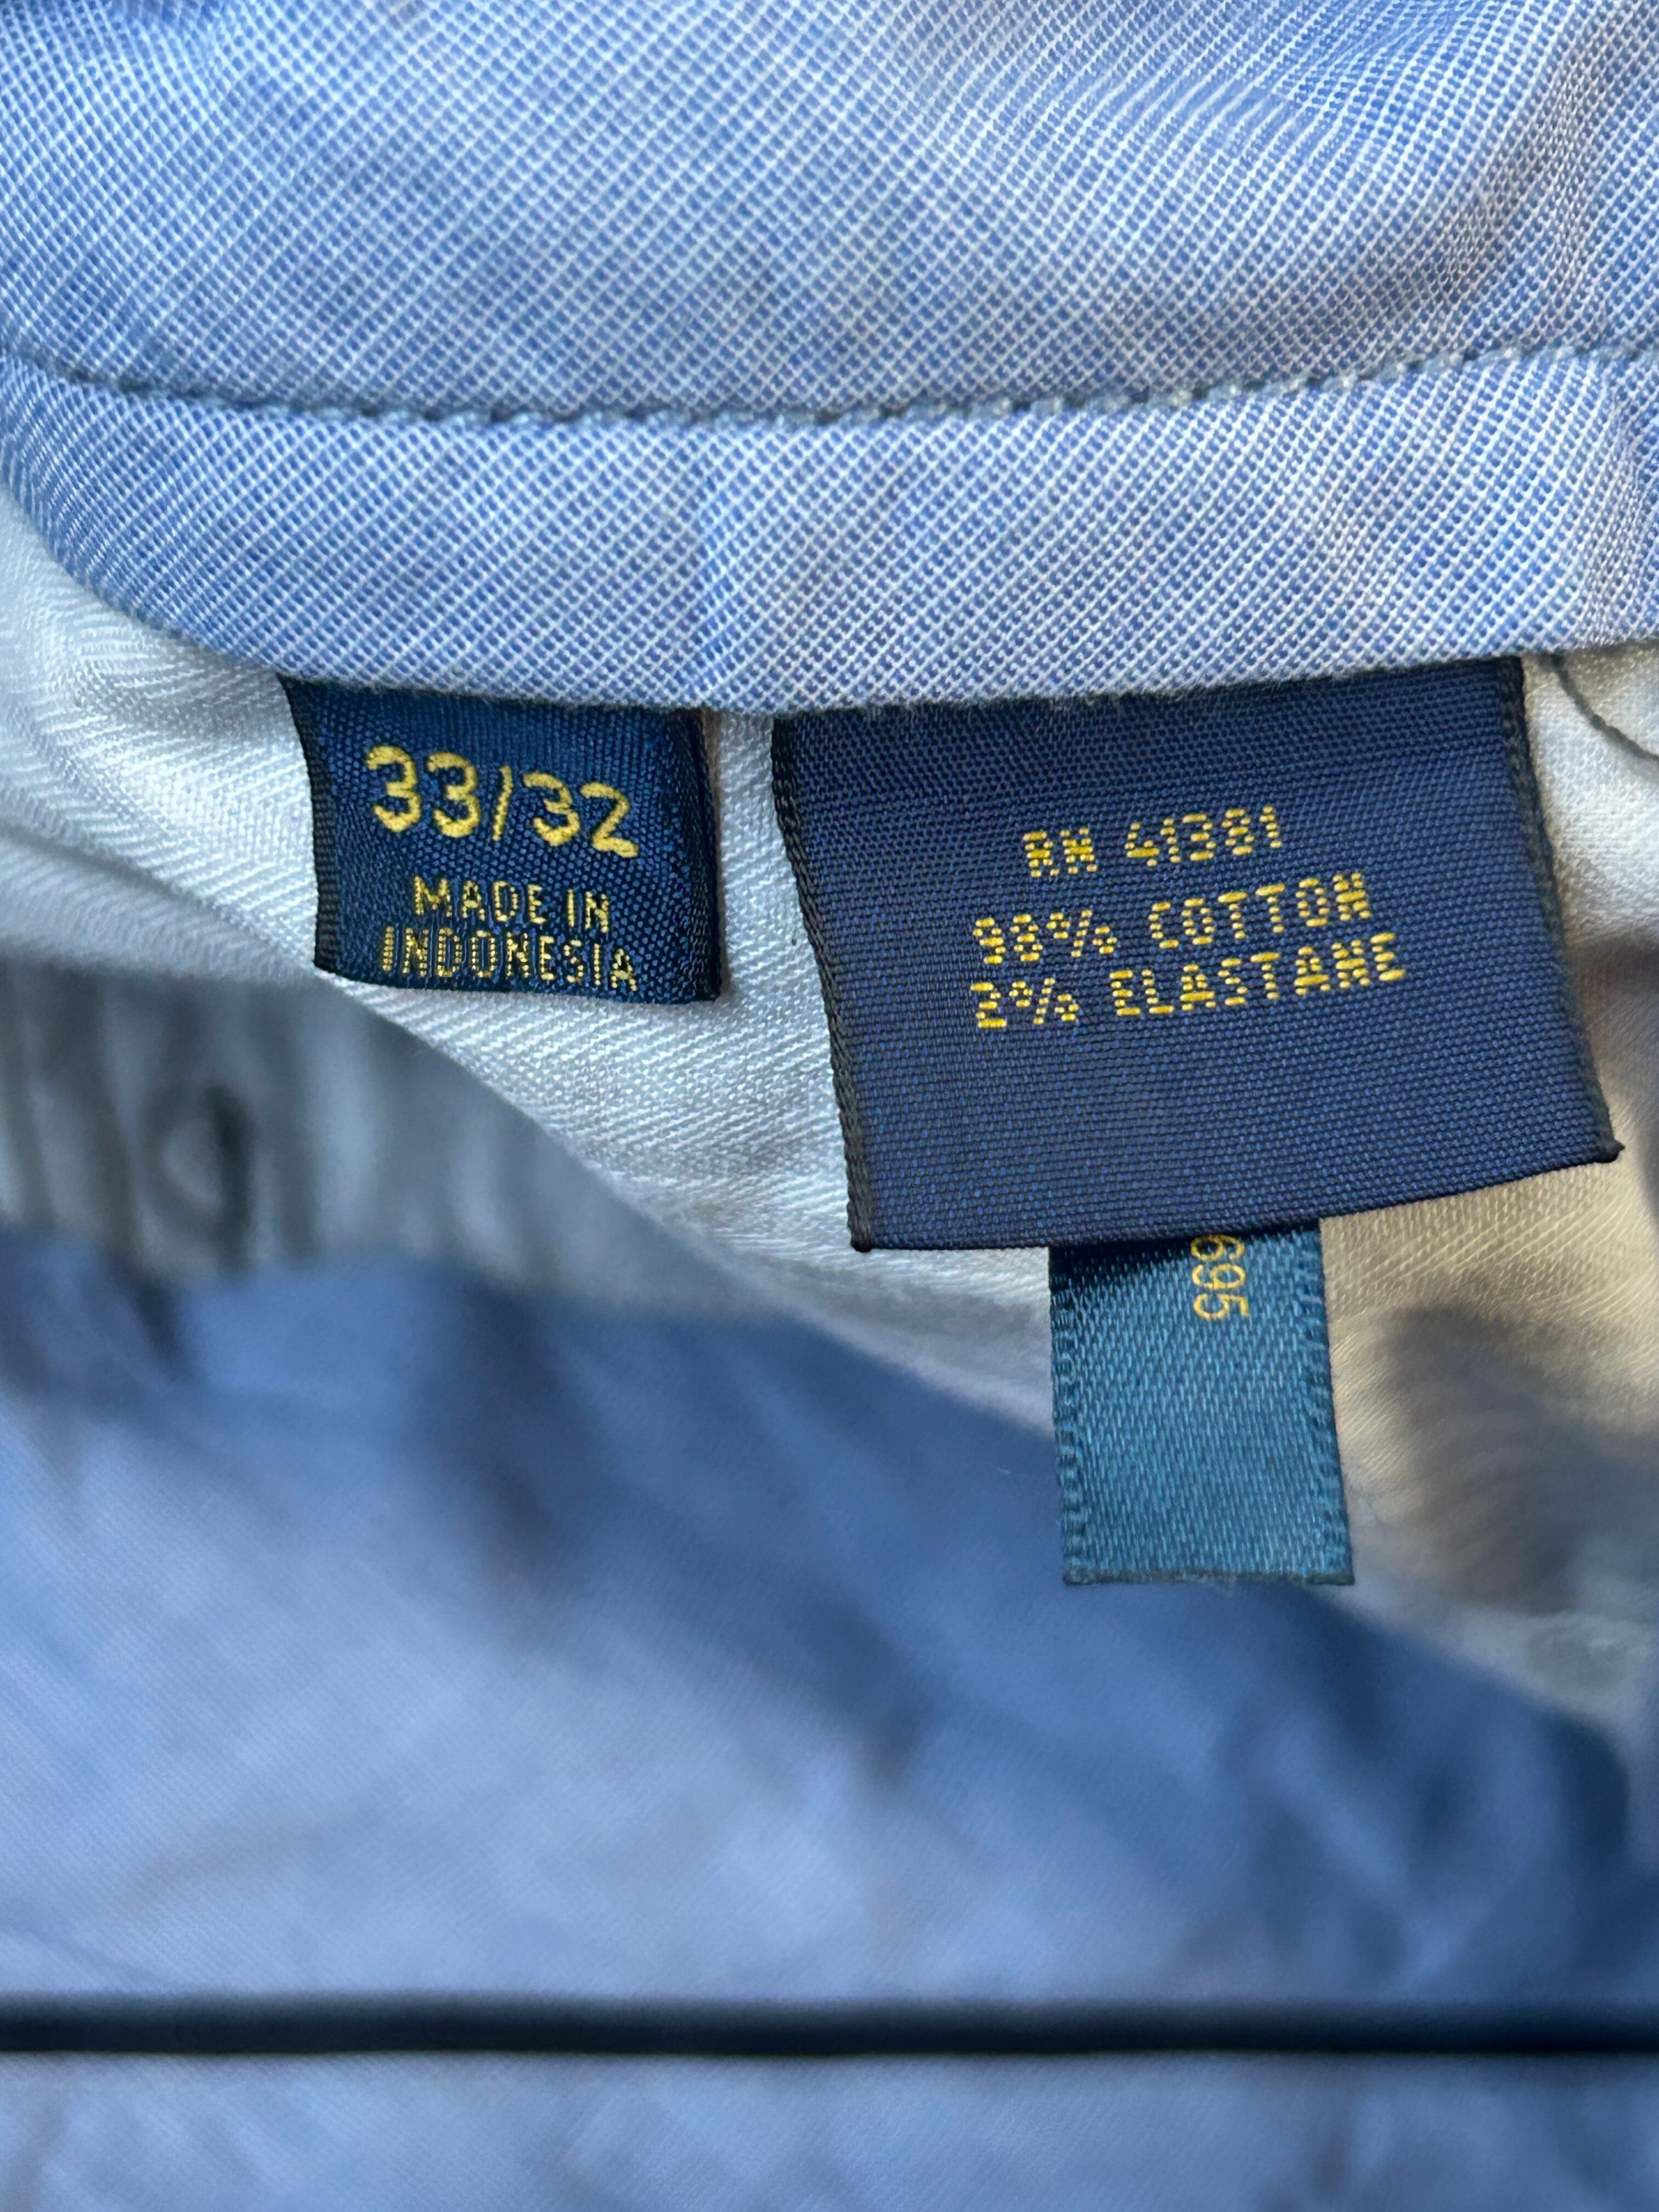 33/32
MADE IN
INDONESIA
RN 41381
98% COTTON
2% ELASTANE
695